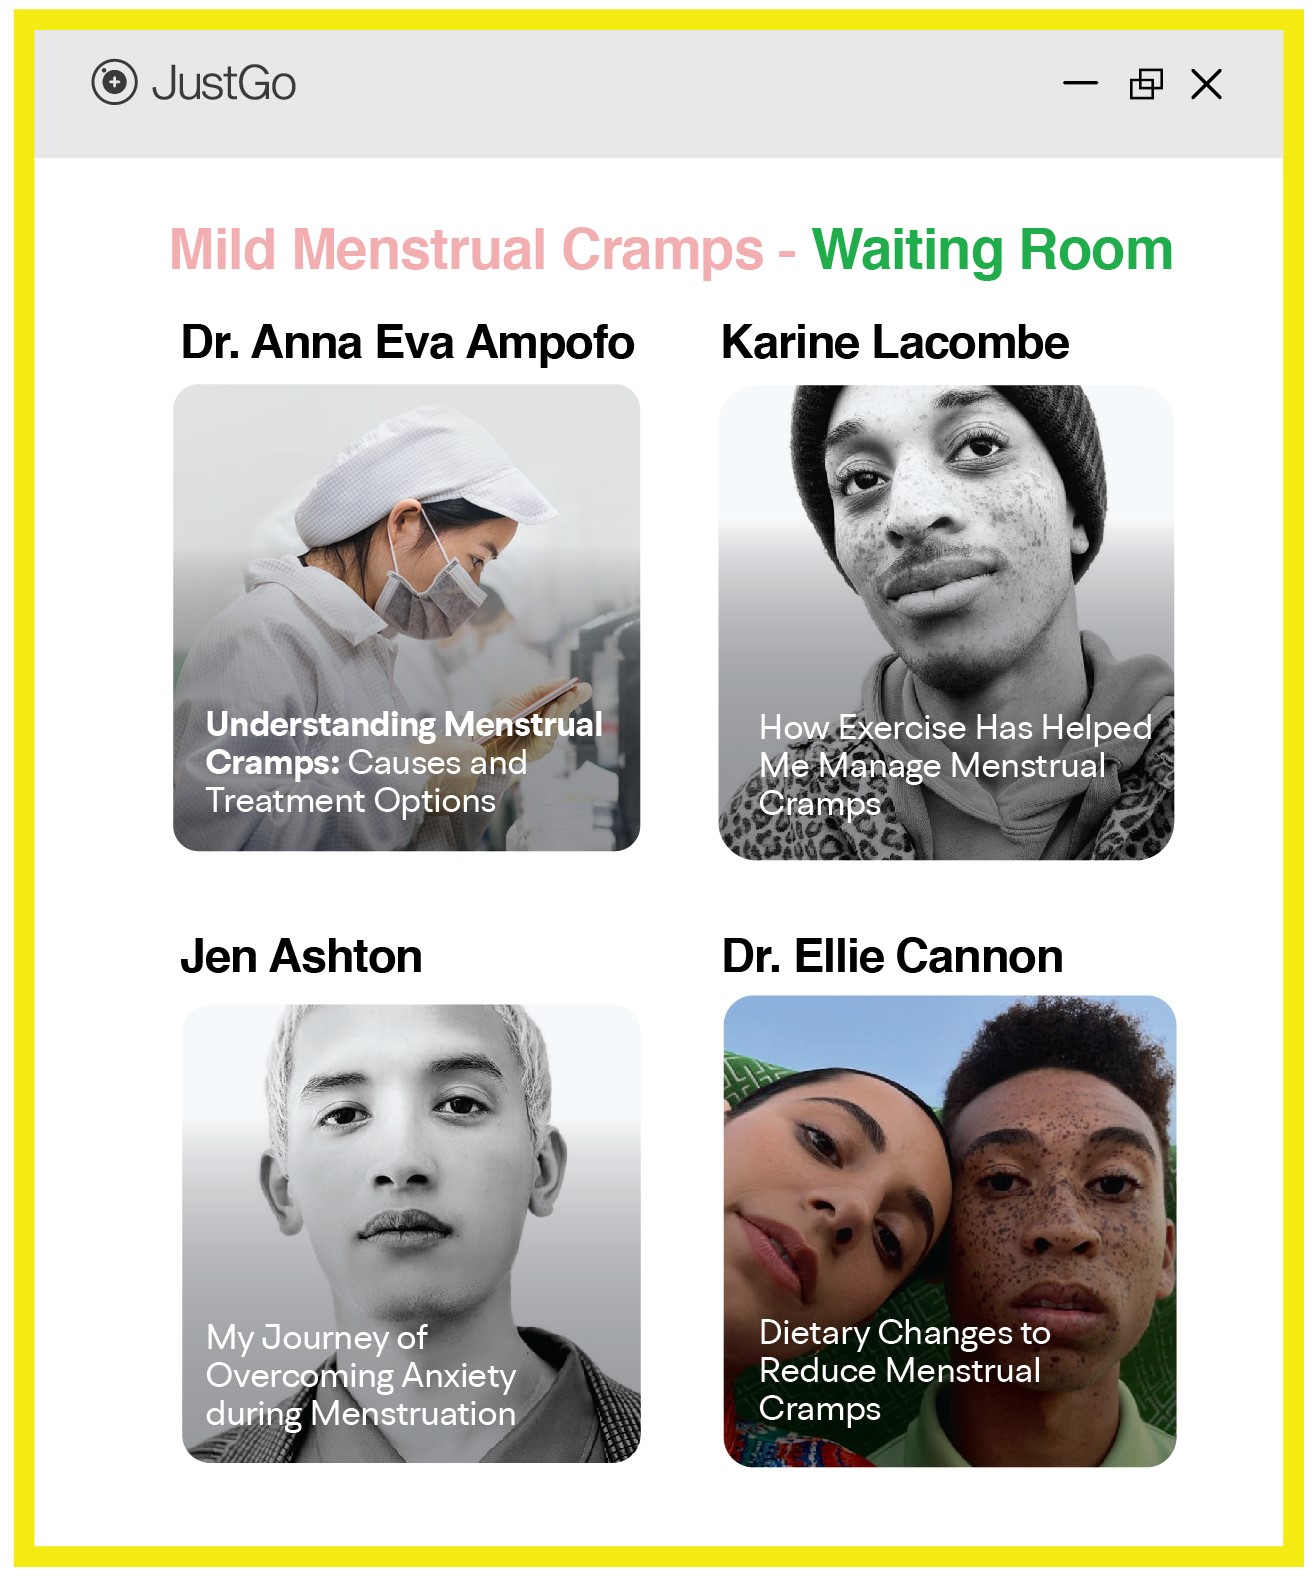 JustGo
Mild Menstrual Cramps - Waiting Room
Dr. Anna Eva Ampofo
Karine Lacombe
Understanding Menstrual
Cramps: Causes and
Treatment Options
How Exercise Has Helped
Me Manage Menstrual
Cramps
Jen Ashton
Dr. Ellie Cannon
My Journey of
Overcoming Anxiety
during Menstruation
Dietary Changes to
Reduce Menstrual
Cramps